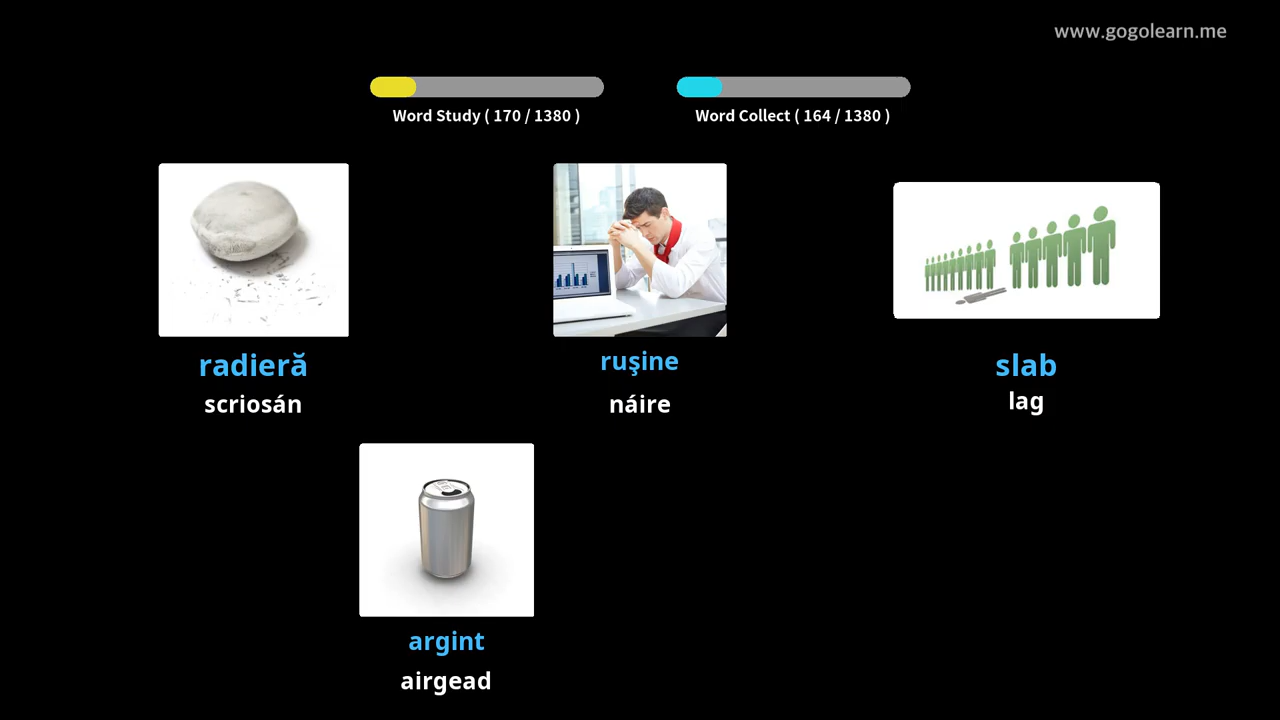 www.gogolearn.me
Word Study ( 170 / 1380 )
Word Collect ( 164 / 1380 )
radieră
scriosán
ruşine
náire
slab
lag
argint
airgead